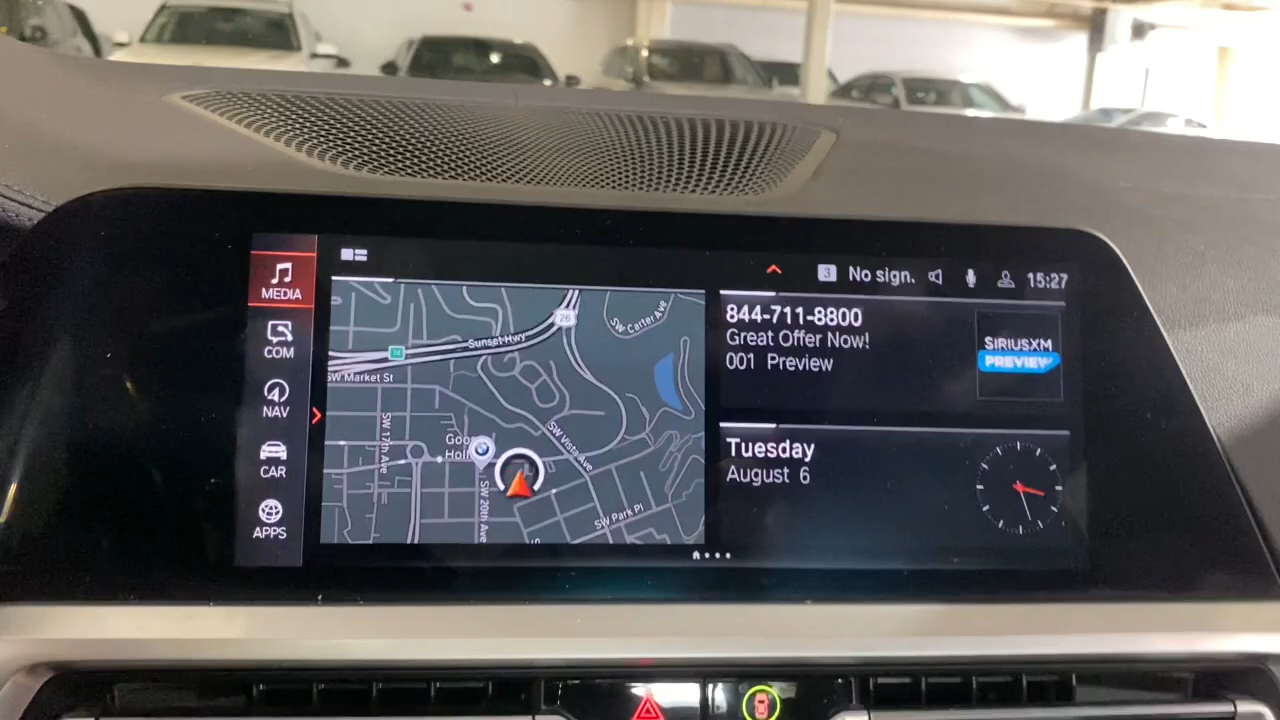 3 No sign. 15:27
MEDIA
COM
NAV
CAR
APPS
26
SW Carter Ave
Sunset Hwy
SW Market St
SW 17th Ave
SW Vista Ave
SW 20th Ave
SW Park Pl
844-711-8800
Great Offer Now!
001 Preview
SIRIUSXM
PREVIEW
Tuesday
August 6